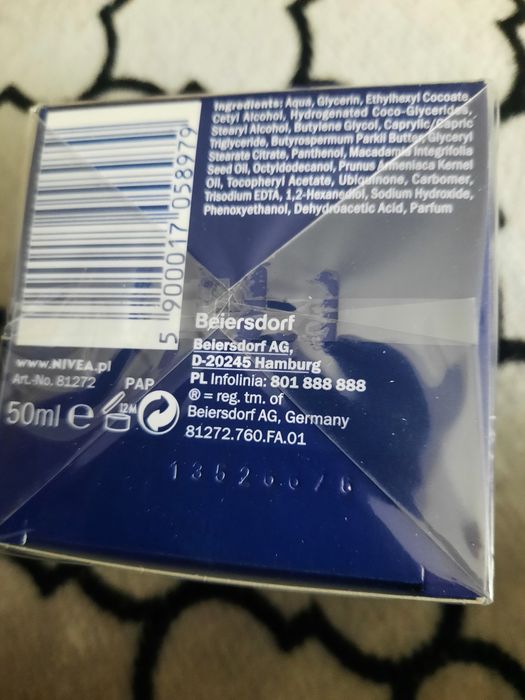 Ingredients: Aqua, Glycerin, Ethylhexyl Cocoate,
Cetyl Alcohol, Hydrogenated Coco-Glycerides,
Stearyl Alcohol, Butylene Glycol, Caprylic/Capric
Triglyceride, Butyrospermum Parkii Butter, Glyceryl
Stearate Citrate, Panthenol, Macadamia Integrifolia
Seed Oil, Octyldodecanol, Prunus Armeniaca Kernel
Oil, Tocopheryl Acetate, Ubiquinone, Carbomer,
Trisodium EDTA, 1,2-Hexanediol, Sodium Hydroxide,
Phenoxyethanol, Dehydroacetic Acid, Parfum
5 900017 058979
Beiersdorf
Beiersdorf AG,
D-20245 Hamburg
www.NIVEA.pl
Art.-No. 81272
PAP
PL Infolinia: 801 888 888
50ml e 12M
® = reg. tm. of
Beiersdorf AG, Germany
81272.760.FA.01